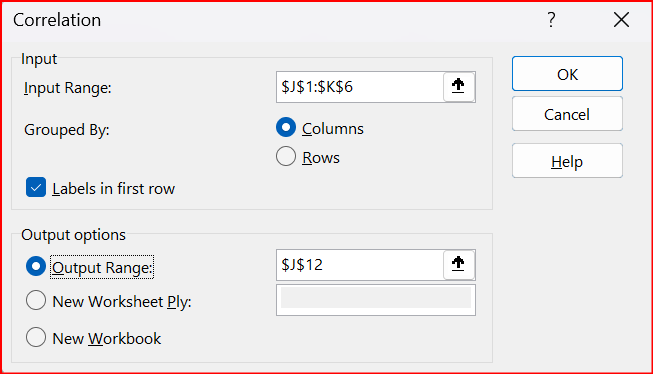 Correlation ?
Input
Input Range: $J$1:$K$6
OK
Cancel
Grouped By: Columns
Rows
Help
Labels in first row
Output options
Output Range: $J$12
New Worksheet Ply:
New Workbook